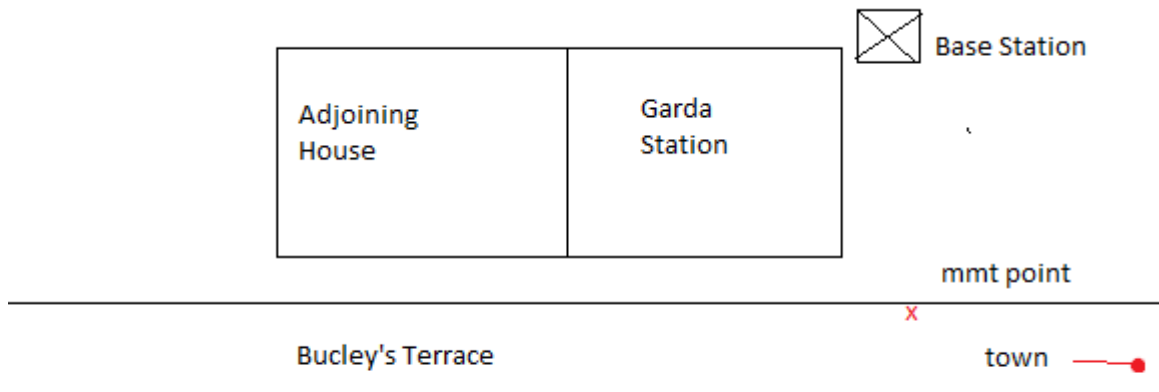 Base Station
Adjoining
House
Garda
Station
mmt point
x
Bucley's Terrace
town